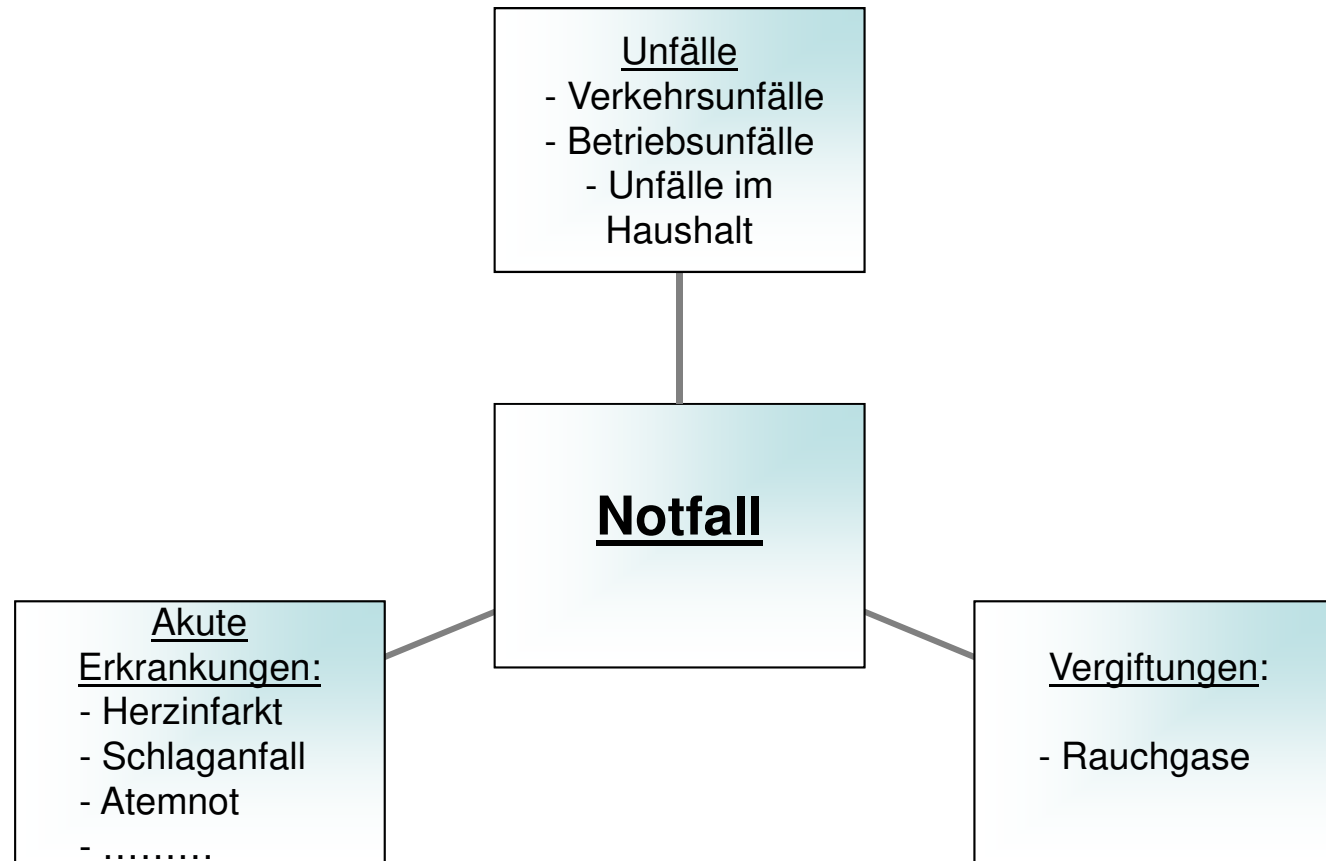 Unfälle
- Verkehrsunfälle
- Betriebsunfälle
- Unfälle im
Haushalt
Notfall
Akute
Erkrankungen:
- Herzinfarkt
- Schlaganfall
- Atemnot
- ………
Vergiftungen:
- Rauchgase